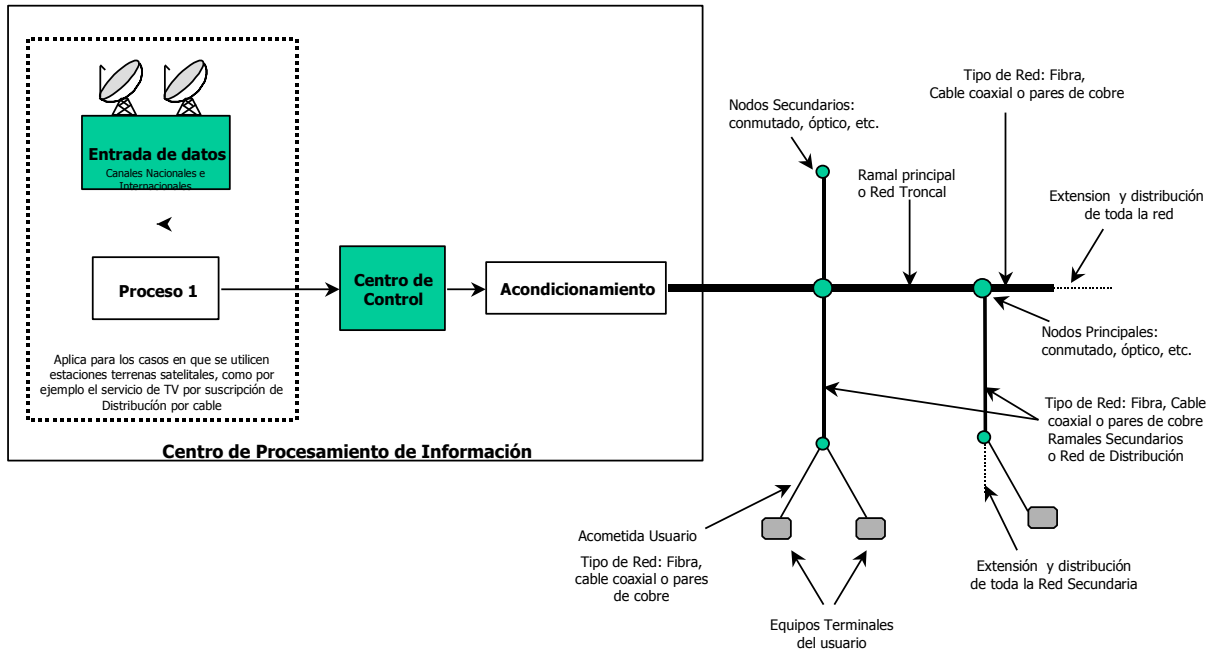 Entrada de datos
Canales Nacionales e
Internacionales
Proceso 1
Aplica para los casos en que se utilicen
estaciones terrenas satelitales, como por
ejemplo el servicio de TV por suscripción de
Distribucíón por cable
Centro de
Control
Acondicionamiento
Centro de Procesamiento de Información
Nodos Secundarios:
conmutado, óptico, etc.
Tipo de Red: Fibra,
Cable coaxial o pares de cobre
Ramal principal
o Red Troncal
Extension y distribución
de toda la red
Nodos Principales:
conmutado, óptico, etc.
Tipo de Red: Fibra, Cable
coaxial o pares de cobre
Ramales Secundarios
o Red de Distribución
Acometida Usuario
Tipo de Red: Fibra,
cable coaxial o pares
de cobre
Equipos Terminales
del usuario
Extensión y distribución
de toda la Red Secundaria